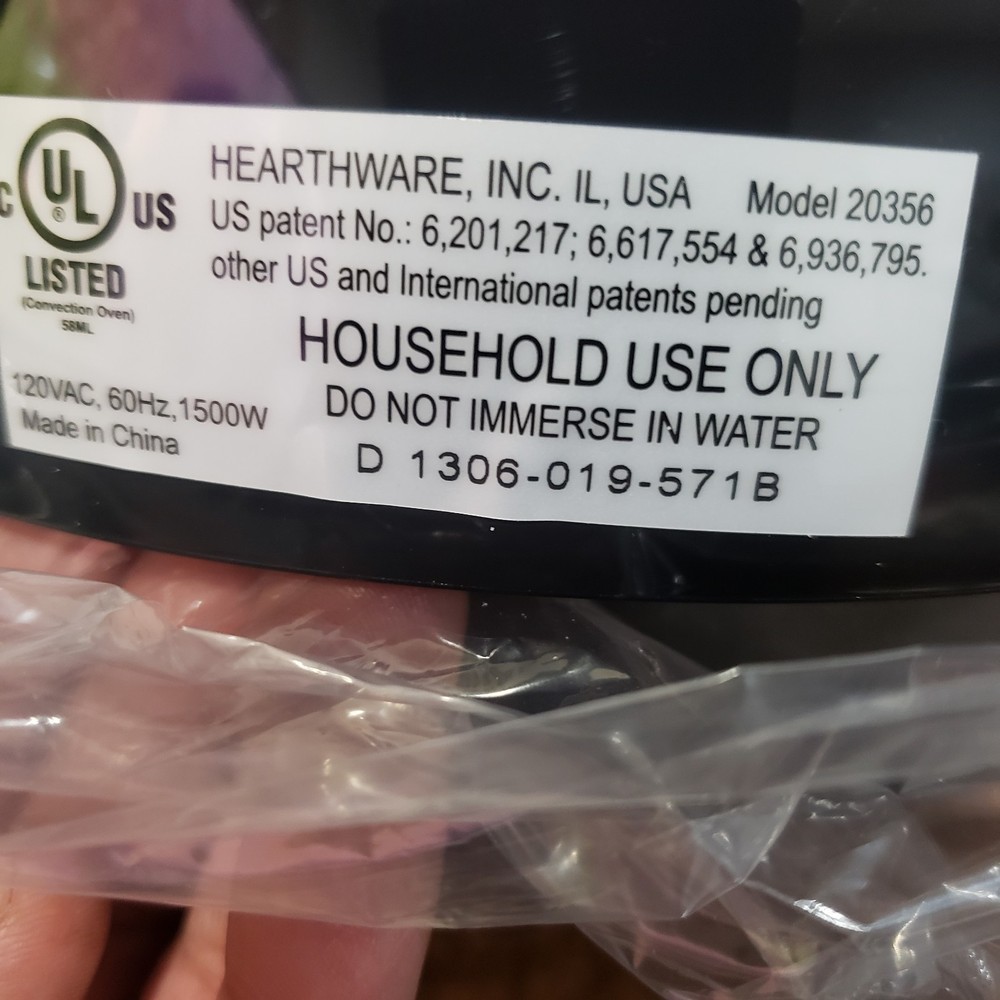 C UL ® US
LISTED
(Convection Oven)
58ML
120VAC, 60Hz,1500W
Made in China
HEARTHWARE, INC. IL, USA Model 20356
US patent No.: 6,201,217; 6,617,554 & 6,936,795.
other US and International patents pending
HOUSEHOLD USE ONLY
DO NOT IMMERSE IN WATER
D 1306-019-571B